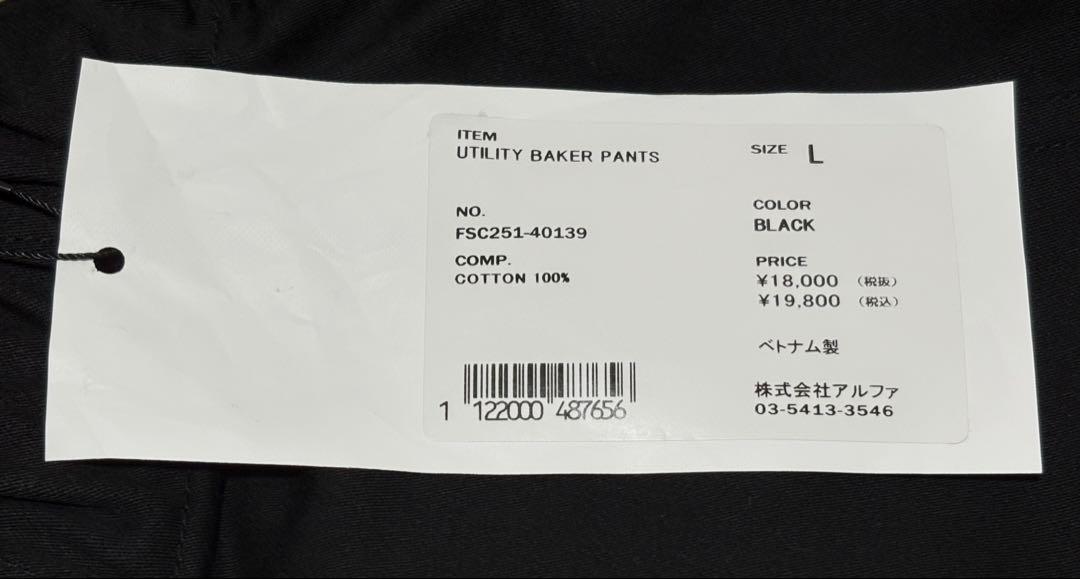 ITEM
UTILITY BAKER PANTS
SIZE L
NO.
FSC251-40139
COLOR
BLACK
COMP.
COTTON 100%
PRICE
¥18,000 (税抜)
¥19,800 (税込)
ベトナム製
1 122000 487656
株式会社アルファ
03-5413-3546